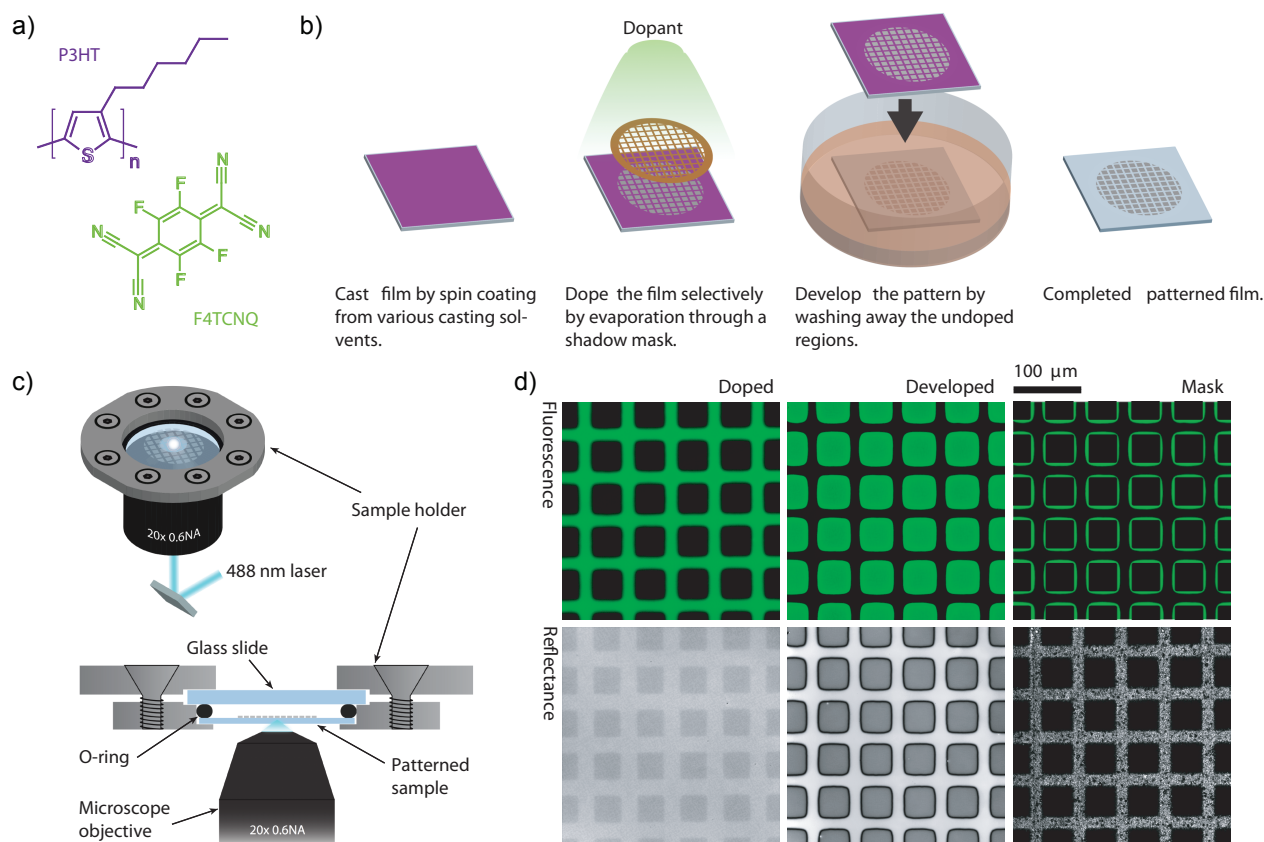 a)
P3HT
S
n
F
F
F
F
N
N
N
N
F4TCNQ
b)
Dopant
Cast film by spin coating
from various casting sol-
vents.
Dope the film selectively
by evaporation through a
shadow mask.
Develop the pattern by
washing away the undoped
regions.
Completed patterned film.
c)
20x 0.6NA
Sample holder
488 nm laser
Glass slide
O-ring
Patterned
sample
Microscope
objective
20x 0.6NA
d)
100 µm
Doped
Developed
Mask
Fluorescence
Reflectance